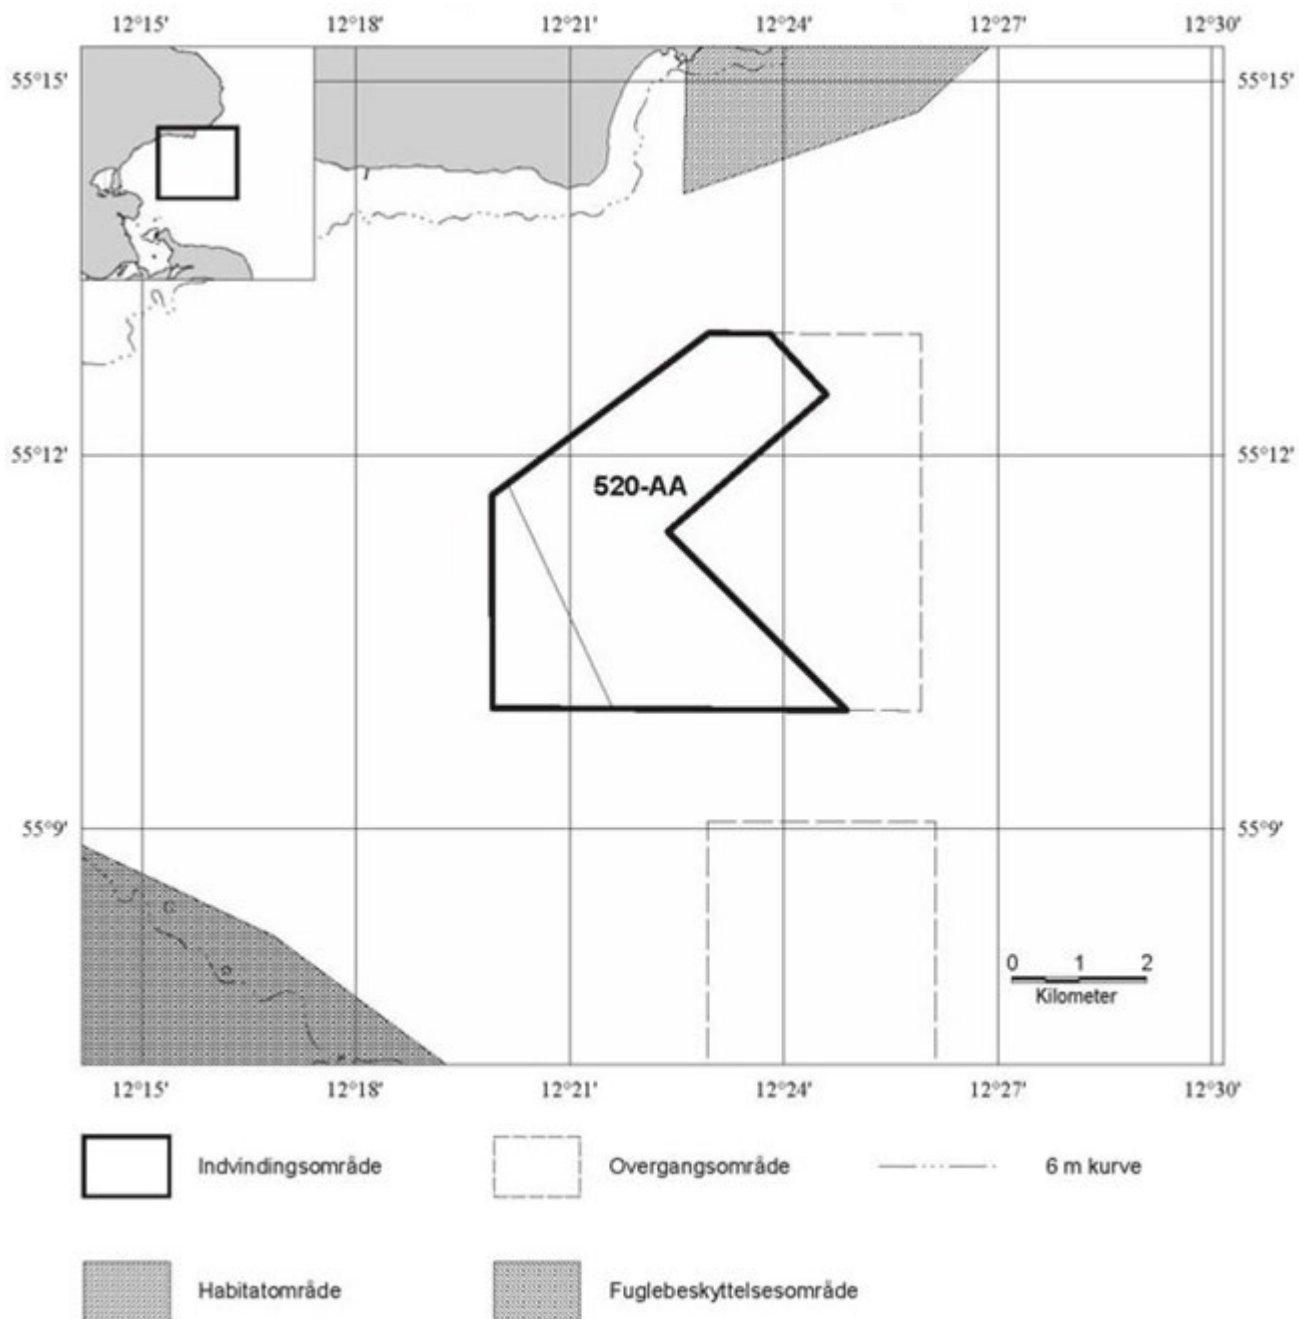 12°15' 12°18' 12°21' 12°24' 12°27' 12°30'
55°15' 55°15'
55°12' 55°12'
520-AA
55°9' 55°9'
0 1 2
Kilometer
12°15' 12°18' 12°21' 12°24' 12°27' 12°30'
Indvindingsområde Overgangsområde 6 m kurve
Habitatområde Fuglebeskyttelsesområde